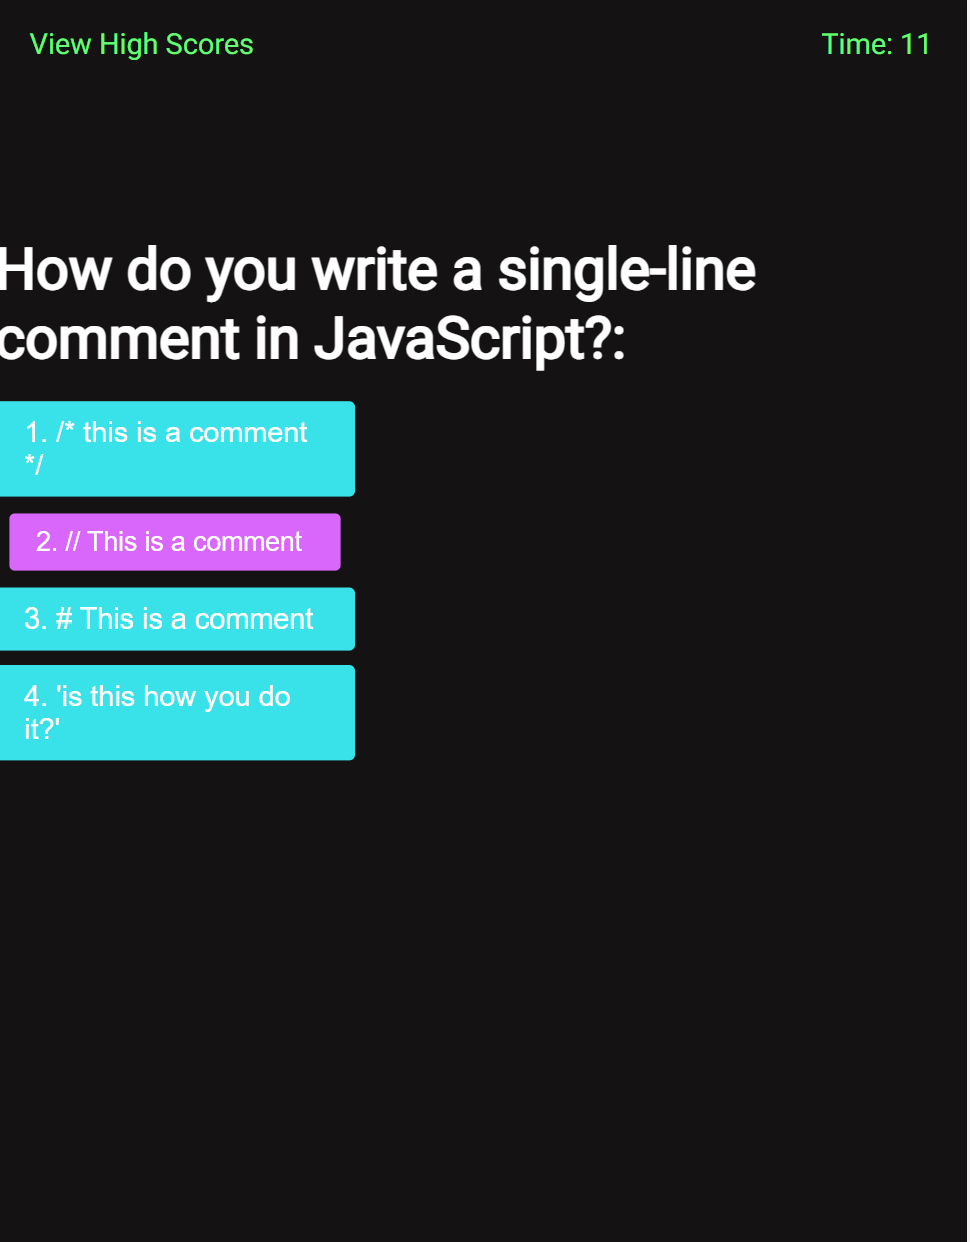 View High Scores
Time: 11
How do you write a single-line
comment in JavaScript?:
1. /* this is a comment
*/
2. // This is a comment
3. # This is a comment
4. 'is this how you do
it?'